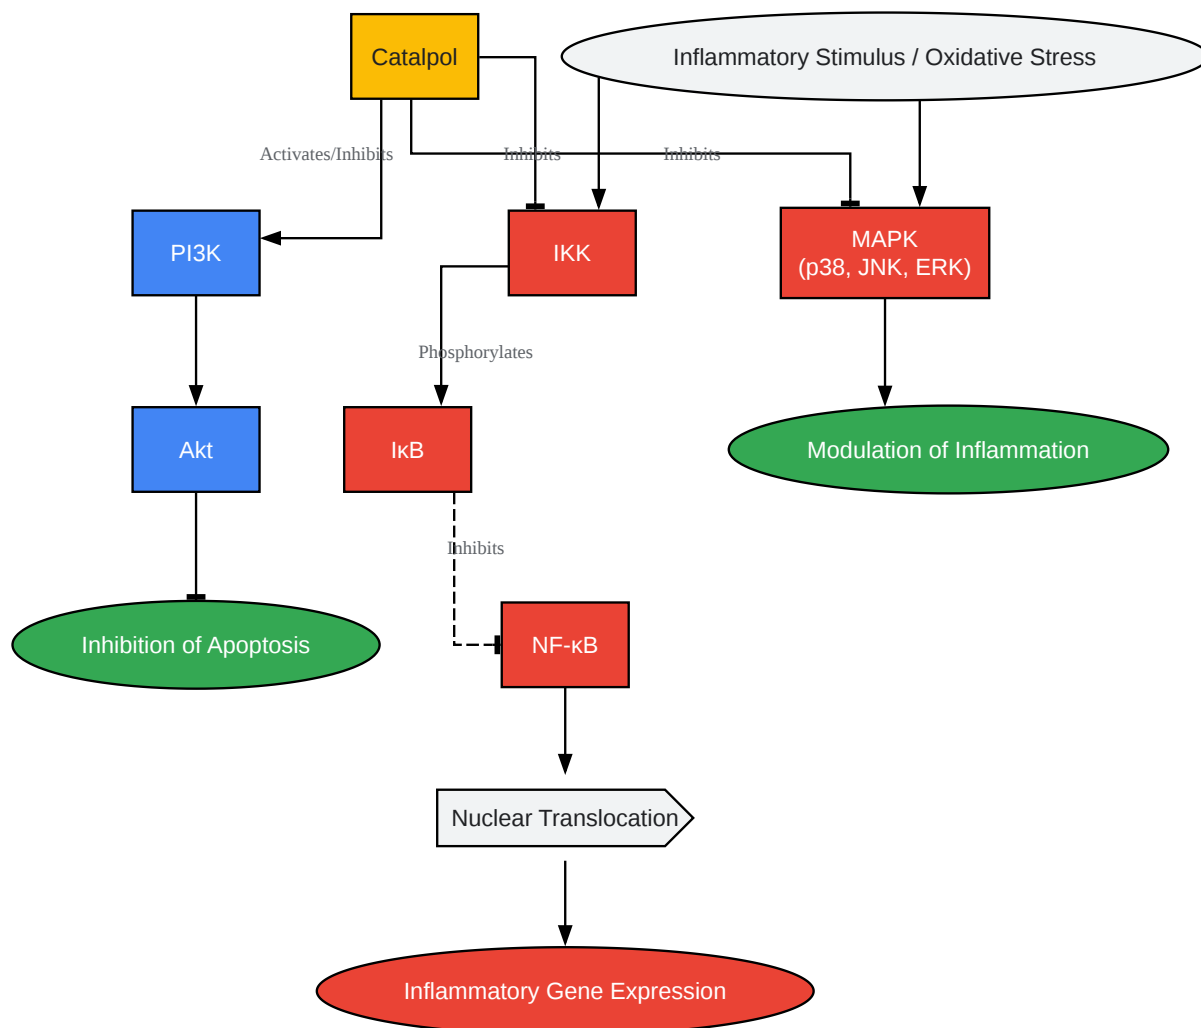 Catalpol
Inflammatory Stimulus / Oxidative Stress
Activates/Inhibits
Inhibits
Inhibits
PI3K
IKK
MAPK
(p38, JNK, ERK)
Phosphorylates
Akt
IκB
Modulation of Inflammation
Inhibits
Inhibition of Apoptosis
NF-κB
Nuclear Translocation
Inflammatory Gene Expression